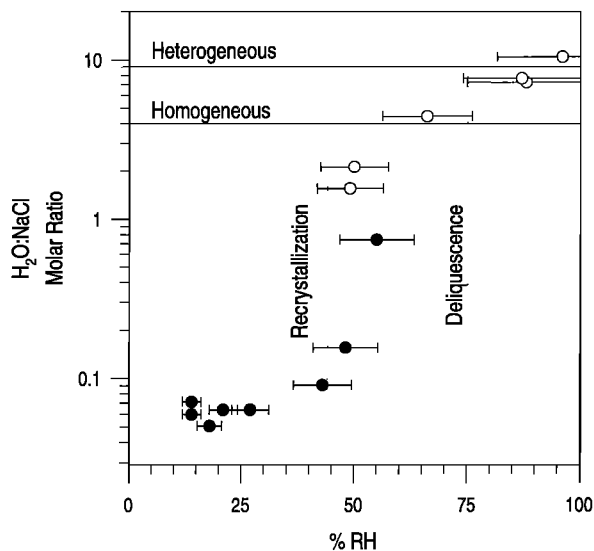 Heterogeneous
10
Homogeneous
H₂O:NaCl
Molar Ratio
1
Recrystallization
Deliquescence
0.1
0 25 50 75 100
% RH